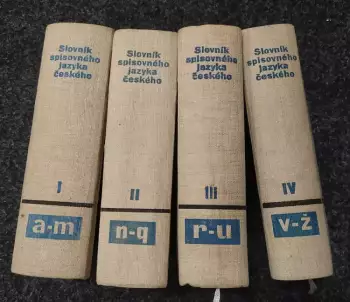 Slovník
spisovného
jazyka
českého
I
a-m
Slovník
spisovného
jazyka
českého
II
n-q
Slovník
spisovného
jazyka
českého
III
r-u
Slovník
spisovného
jazyka
českého
IV
v-ž